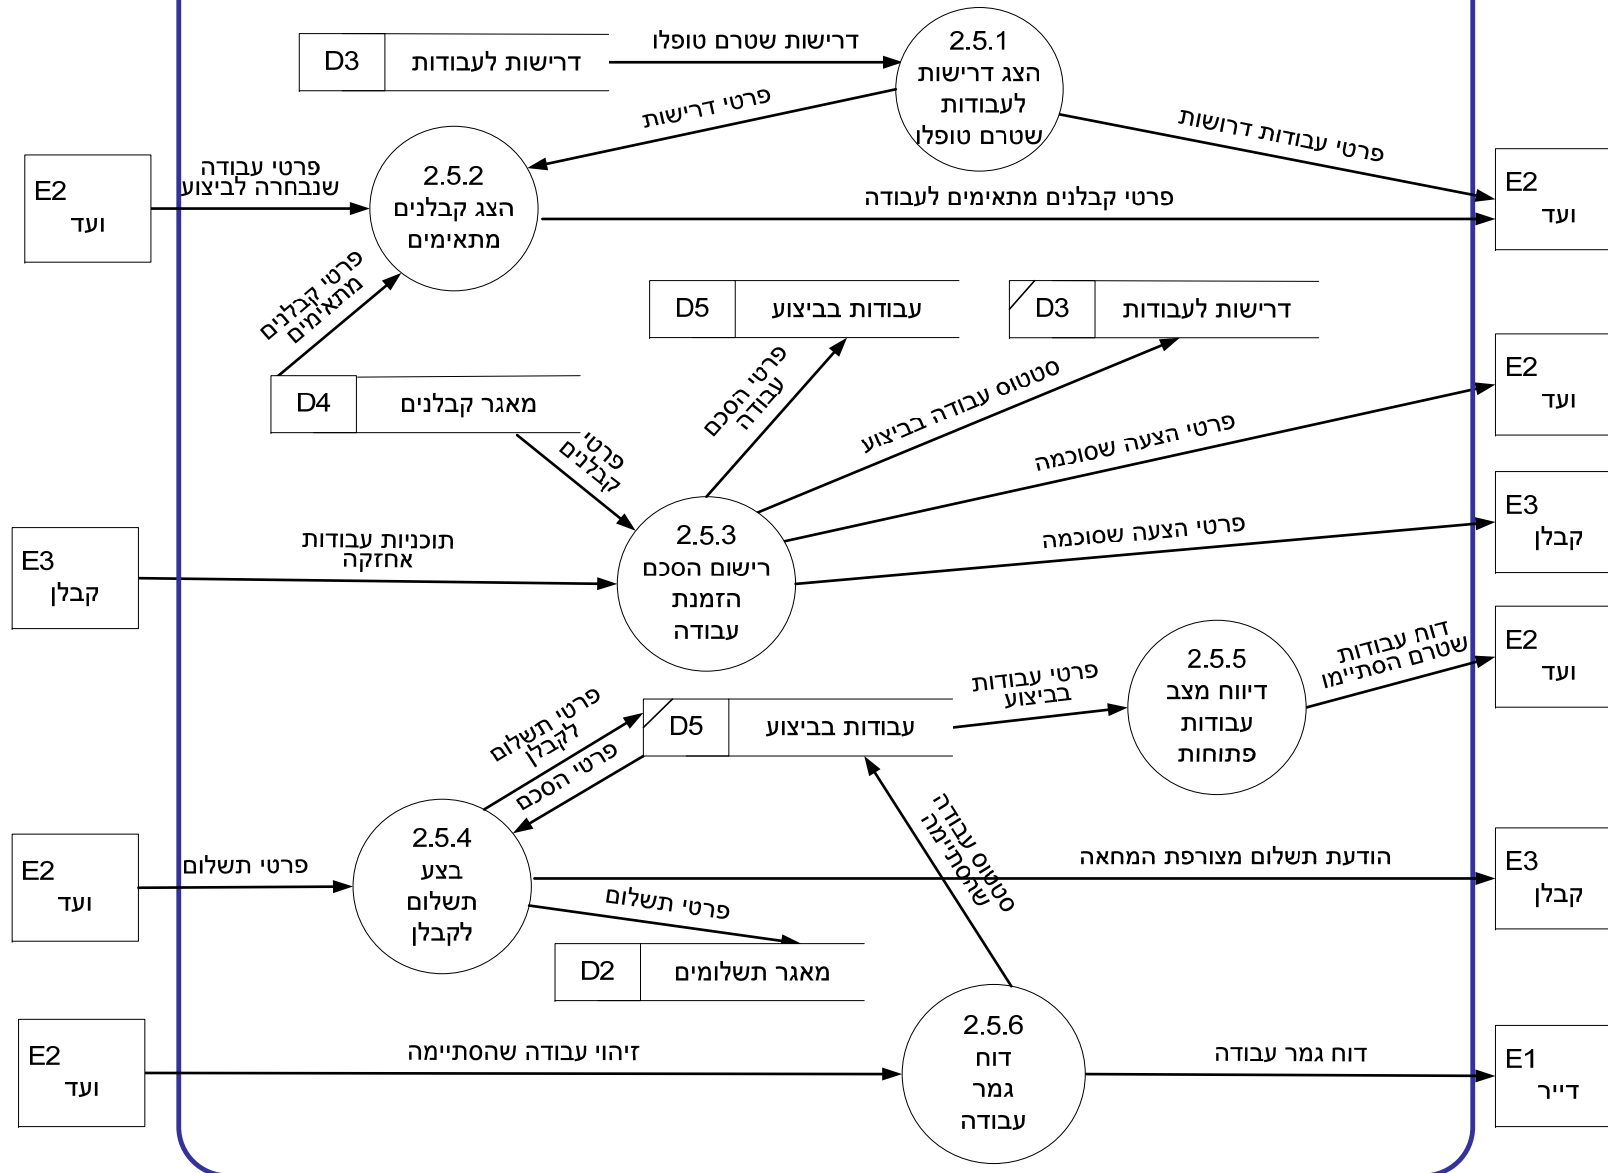 2.5.1
הצג דרישות
לעבודות
שטרם טופלו
דרישות שטרם טופלו
D3
דרישות לעבודות
פרטי דרישות
פרטי עבודות דרושות
E2
ועד
פרטי עבודה
שנבחרה לביצוע
2.5.2
הצג קבלנים
מתאימים
פרטי קבלנים מתאימים לעבודה
E2
ועד
פרטי קבלנים
מתאימים
D5
עבודות בביצוע
D3
דרישות לעבודות
D4
מאגר קבלנים
פרטי
קבלנים
פרטי הסכם
עבודה
סטטוס עבודה בביצוע
פרטי הצעה שסוכמה
E2
ועד
E3
קבלן
תוכניות עבודות
אחזקה
2.5.3
רישום הסכם
הזמנת
עבודה
פרטי הצעה שסוכמה
E3
קבלן
פרטי תשלום
לקבלן
פרטי הסכם
D5
עבודות בביצוע
פרטי עבודות
בביצוע
2.5.5
דיווח מצב
עבודות
פתוחות
דוח עבודות
שטרם הסתיימו
E2
ועד
E2
ועד
פרטי תשלום
2.5.4
בצע
תשלום
לקבלן
הודעת תשלום מצורפת המחאה
E3
קבלן
פרטי תשלום
D2
מאגר תשלומים
סטטוס עבודה
שהסתיימה
E2
ועד
זיהוי עבודה שהסתיימה
2.5.6
דוח
גמר
עבודה
דוח גמר עבודה
E1
דייר